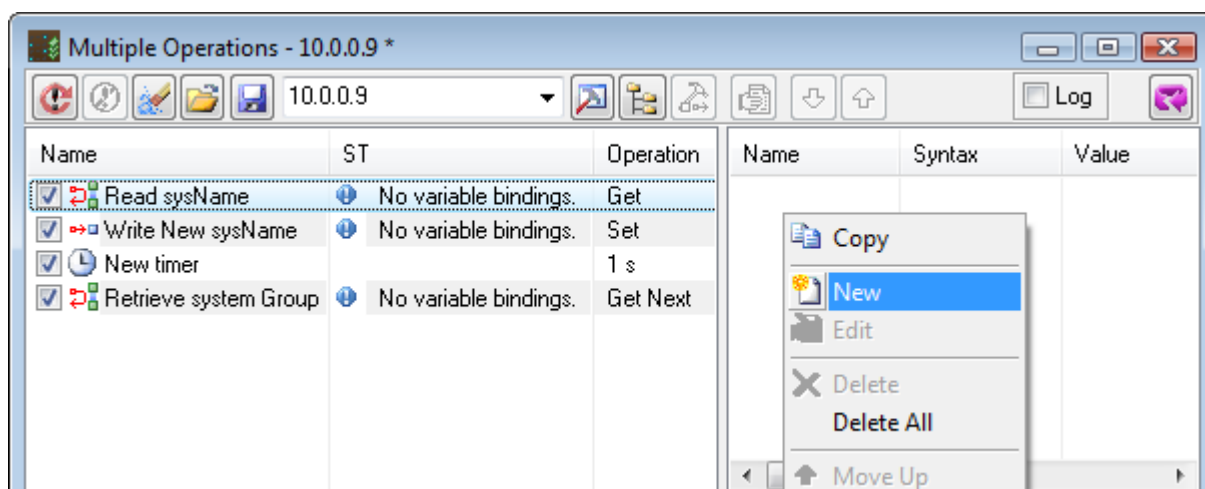 Multiple Operations - 10.0.0.9 *
10.0.0.9 Log
Name ST Operation Name Syntax Value
Read sysName No variable bindings. Get
Write New sysName No variable bindings. Set
New timer 1 s
Retrieve system Group No variable bindings. Get Next
Copy
New
Edit
Delete
Delete All
Move Up